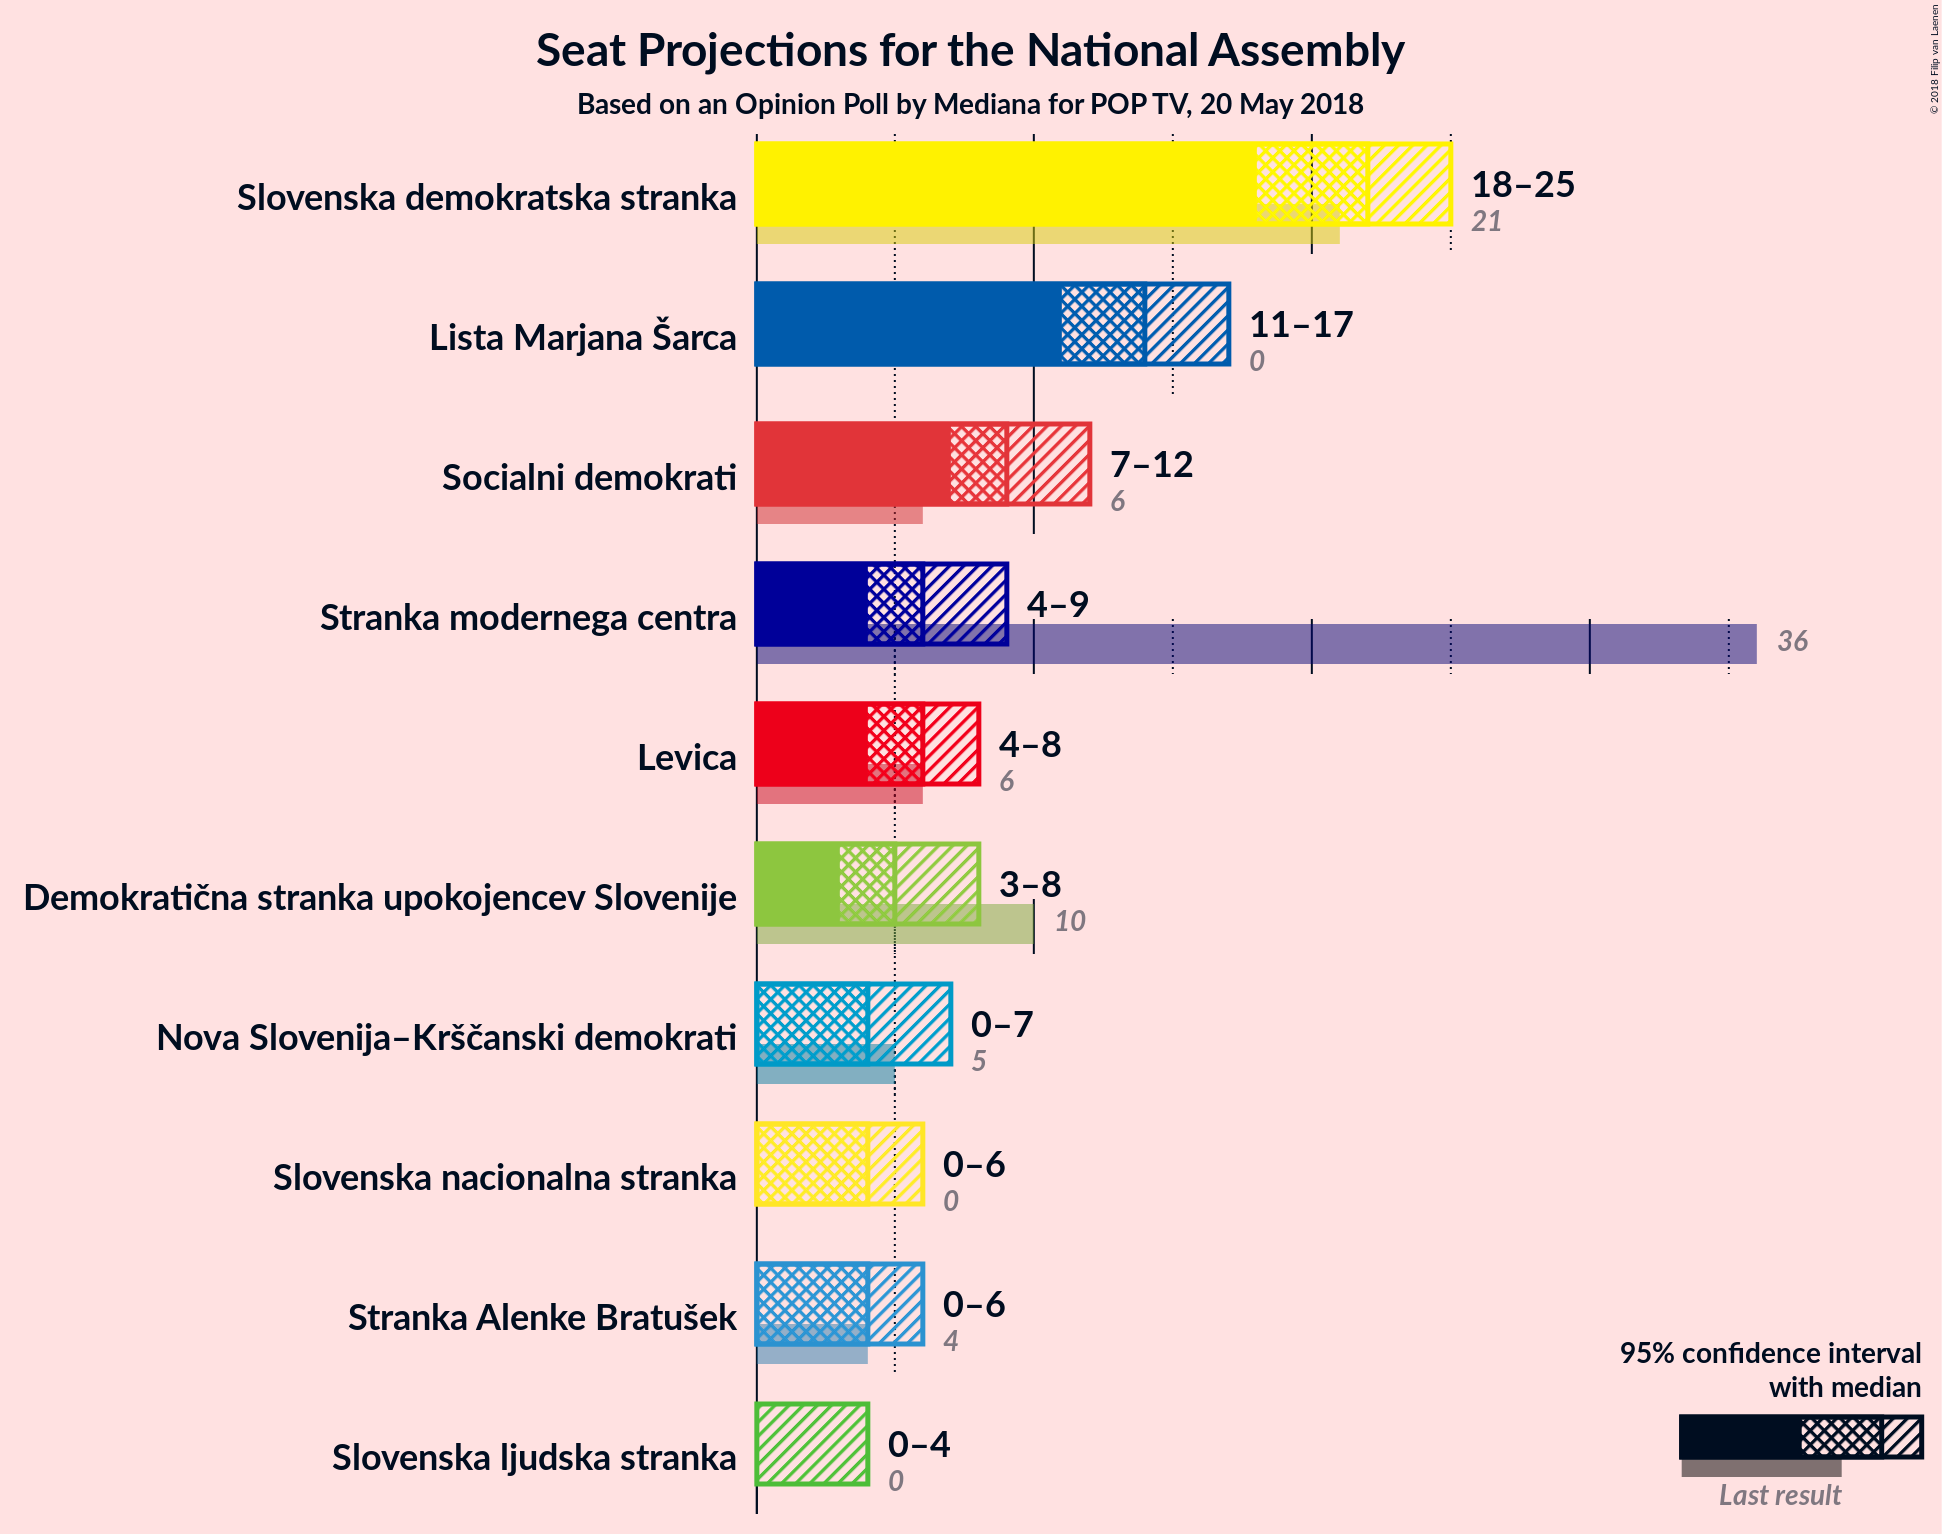 © 2018 Filip van Laenen
Seat Projections for the National Assembly
Based on an Opinion Poll by Mediana for POP TV, 20 May 2018
Slovenska demokratska stranka
18–25
21
Lista Marjana Šarca
11–17
0
Socialni demokrati
7–12
6
Stranka modernega centra
4–9
36
Levica
4–8
6
Demokratična stranka upokojencev Slovenije
3–8
10
Nova Slovenija–Krščanski demokrati
0–7
5
Slovenska nacionalna stranka
0–6
0
Stranka Alenke Bratušek
0–6
4
Slovenska ljudska stranka
0–4
0
95% confidence interval
with median
Last result